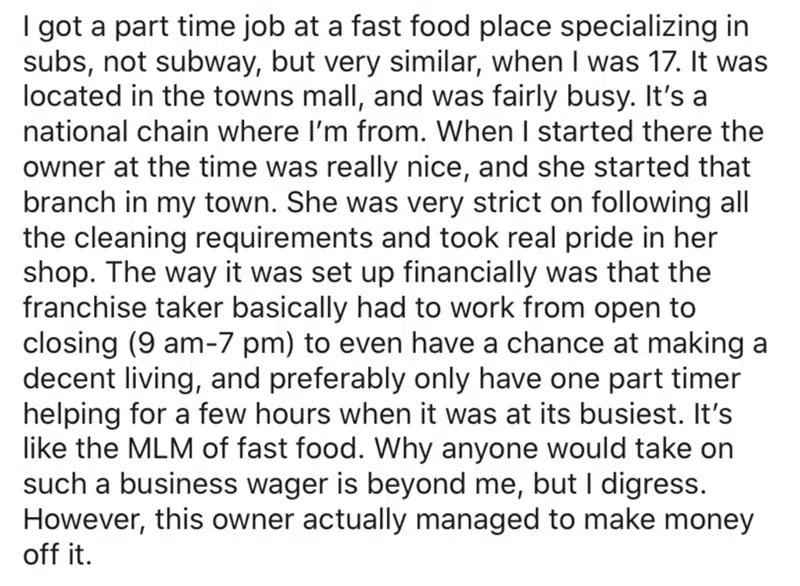 I got a part time job at a fast food place specializing in
subs, not subway, but very similar, when I was 17. It was
located in the towns mall, and was fairly busy. It’s a
national chain where I’m from. When I started there the
owner at the time was really nice, and she started that
branch in my town. She was very strict on following all
the cleaning requirements and took real pride in her
shop. The way it was set up financially was that the
franchise taker basically had to work from open to
closing (9 am-7 pm) to even have a chance at making a
decent living, and preferably only have one part timer
helping for a few hours when it was at its busiest. It’s
like the MLM of fast food. Why anyone would take on
such a business wager is beyond me, but I digress.
However, this owner actually managed to make money
off it.